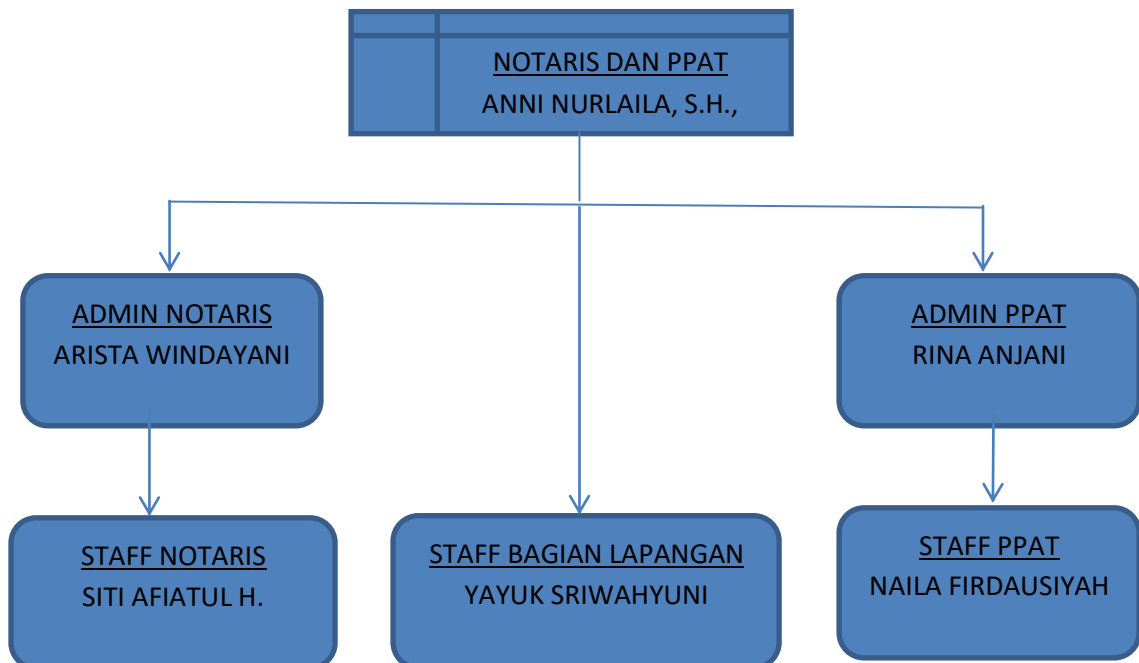 NOTARIS DAN PPAT
ANNI NURLAILA, S.H.,
ADMIN NOTARIS
ARISTA WINDAYANI
ADMIN PPAT
RINA ANJANI
STAFF NOTARIS
SITI AFIATUL H.
STAFF BAGIAN LAPANGAN
YAYUK SRIWAHYUNI
STAFF PPAT
NAILA FIRDAUSIYAH